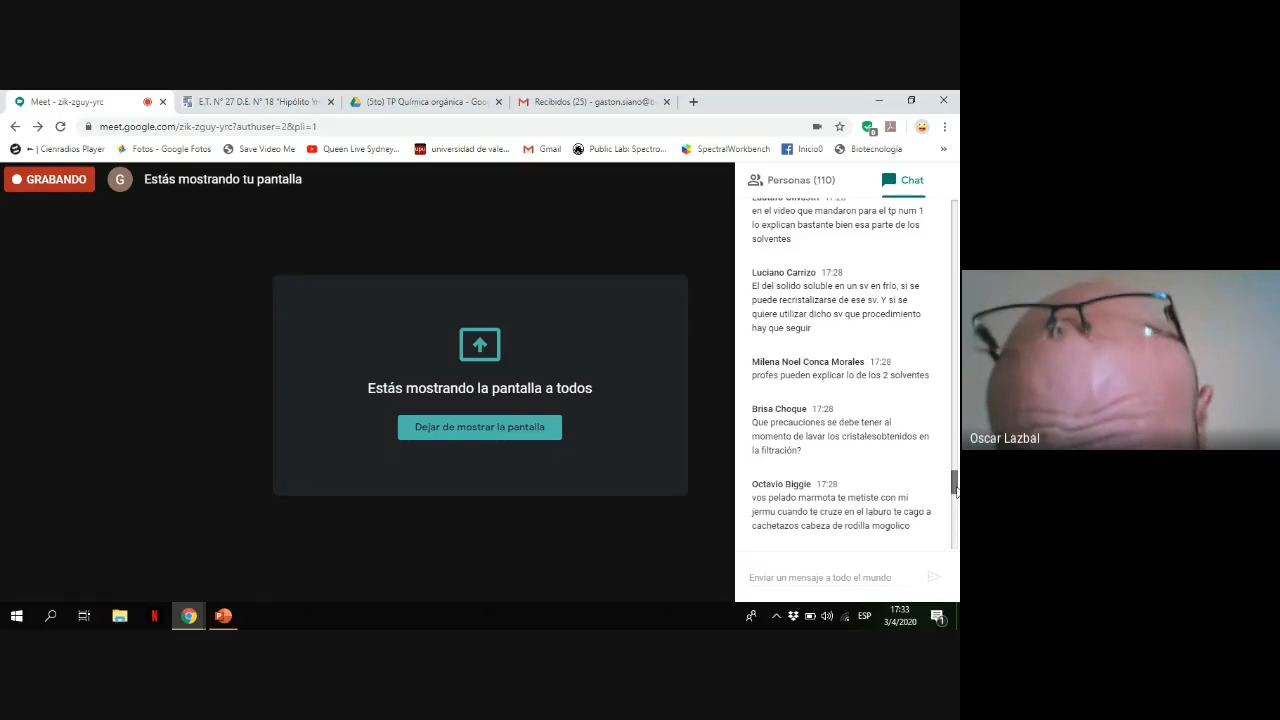 Meet - zik-zguy-yrc
E.T. N° 27 D.E. N° 18 "Hipólito Yr
(5to) TP Química orgánica - Goo
Recibidos (25) - gaston.siano@b
meet.google.com/zik-zguy-yrc?authuser=2&pli=1
| Cienradios Player
Fotos - Google Fotos
Save Video Me
Queen Live Sydney...
upv
universidad de vale...
Gmail
Public Lab: Spectro...
SpectralWorkbench
Inicio0
Biotecnología
»
GRABANDO
G
Estás mostrando tu pantalla
Estás mostrando la pantalla a todos
Dejar de mostrar la pantalla
Personas (110)
Chat
17:28
en el video que mandaron para el tp num 1
lo explican bastante bien esa parte de los
solventes
Luciano Carrizo 17:28
El del solido soluble en un sv en frío, si se
puede recristalizarse de ese sv. Y si se
quiere utilizar dicho sv que procedimiento
hay que seguir
Milena Noel Conca Morales 17:28
profes pueden explicar lo de los 2 solventes
Brisa Choque 17:28
Que precauciones se debe tener al
momento de lavar los cristalesobtenidos en
la filtración?
Octavio Biggie 17:28
vos pelado marmota te metiste con mi
jermu cuando te cruze en el laburo te cago a
cachetazos cabeza de rodilla mogolico
Enviar un mensaje a todo el mundo
Oscar Lazbal
ESP
17:33
3/4/2020